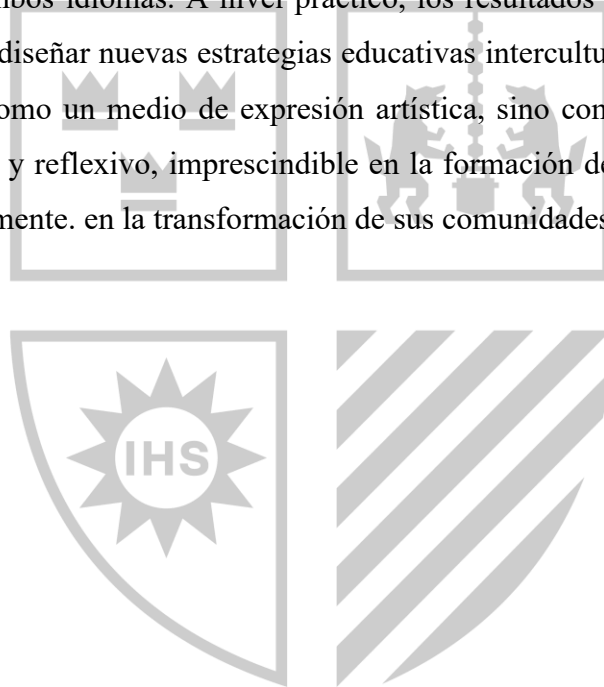 idiomas. A nivel práctico, los resultados
diseñar nuevas estrategias educativas
como un medio de expresión artística, sino
y reflexivo, imprescindible en la formación
en la transformación de sus comunidades
IHS